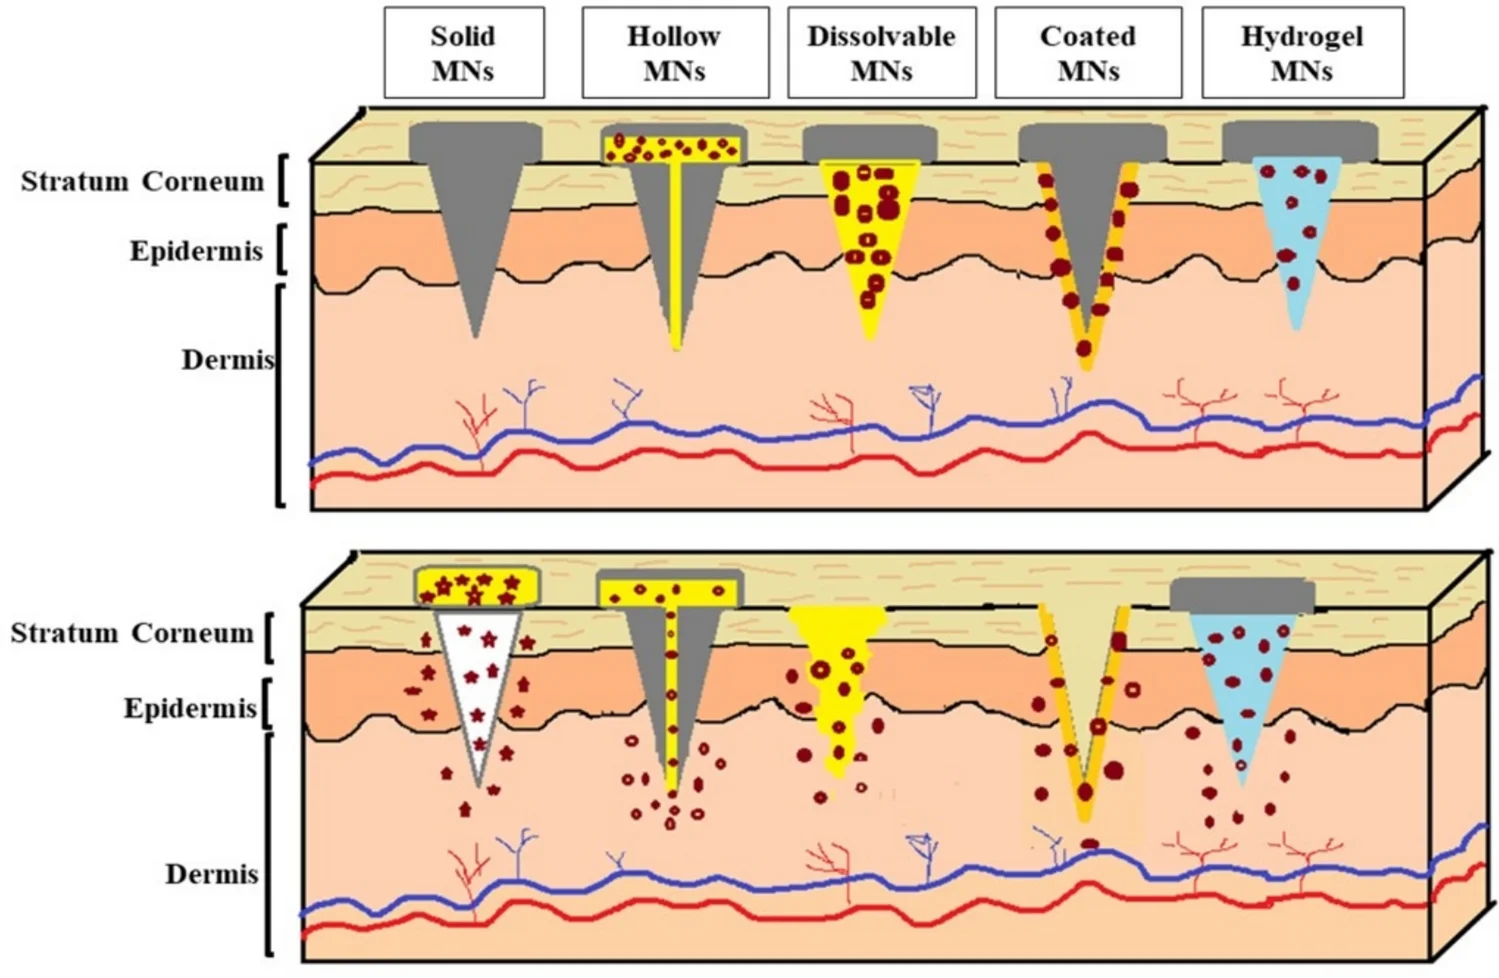 Solid
MNs
Hollow
MNs
Dissolvable
MNs
Coated
MNs
Hydrogel
MNs
Stratum Corneum
Epidermis
Dermis
Stratum Corneum
Epidermis
Dermis